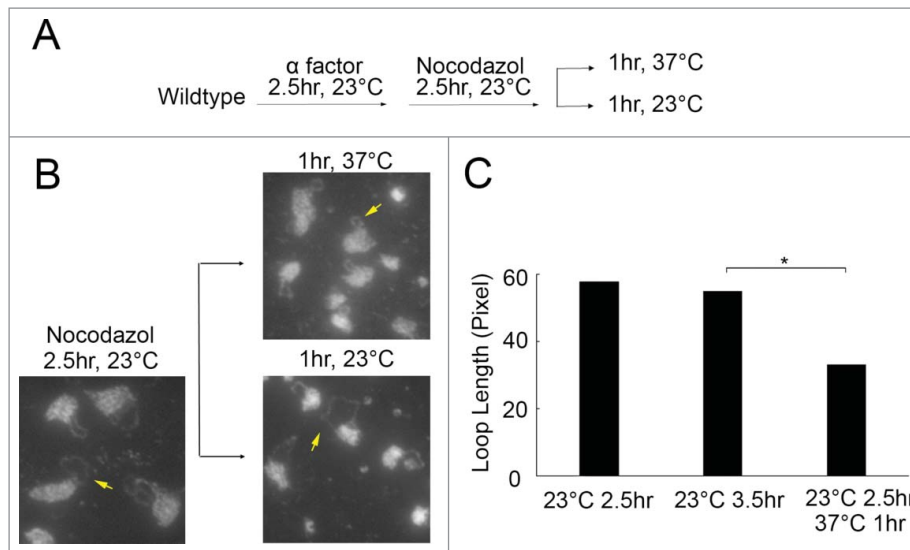 A
Wildtype
α factor
2.5hr, 23°C
Nocodazol
2.5hr, 23°C
1hr, 37°C
1hr, 23°C
B
Nocodazol
2.5hr, 23°C
1hr, 37°C
1hr, 23°C
C
*
Loop Length (Pixel)
60
40
20
0
23°C 2.5hr
23°C 3.5hr
23°C 2.5hr
37°C 1hr